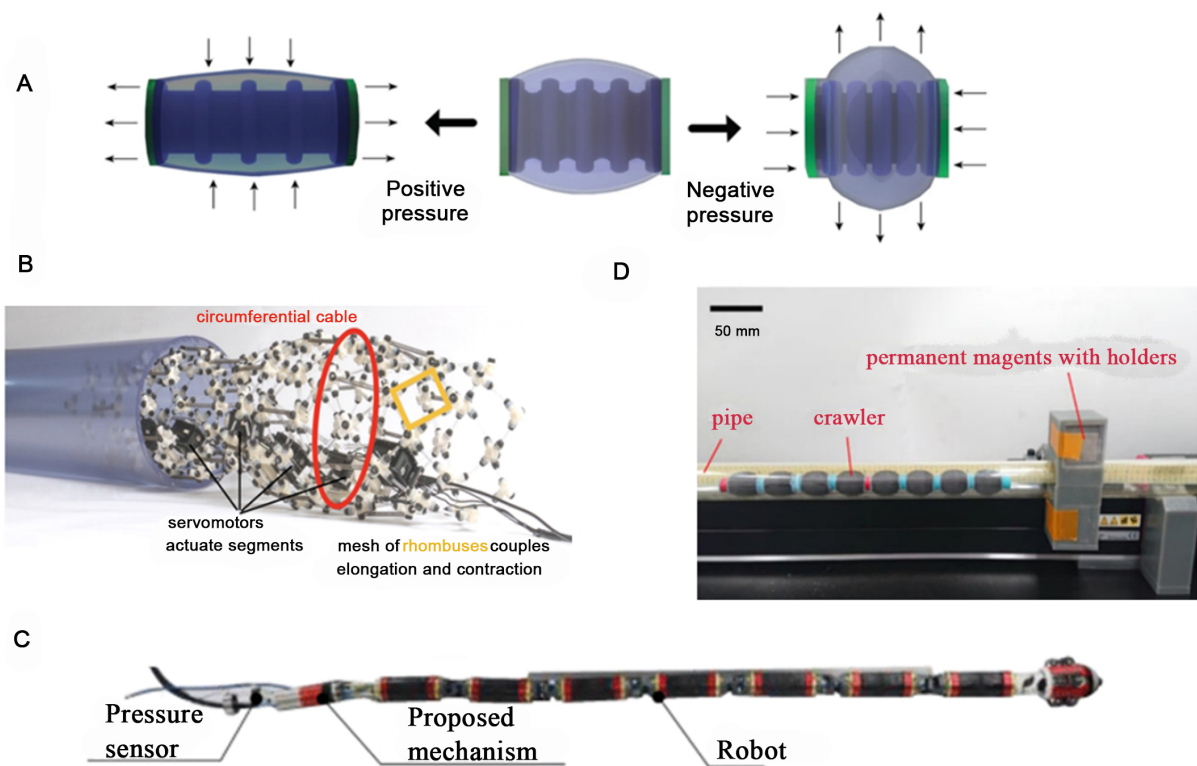 A
Positive
pressure
Negative
pressure
B
circumferential cable
servomotors
actuate segments
mesh of rhombuses couples
elongation and contraction
D
50 mm
permanent magents with holders
pipe
crawler
C
Pressure
sensor
Proposed
mechanism
Robot